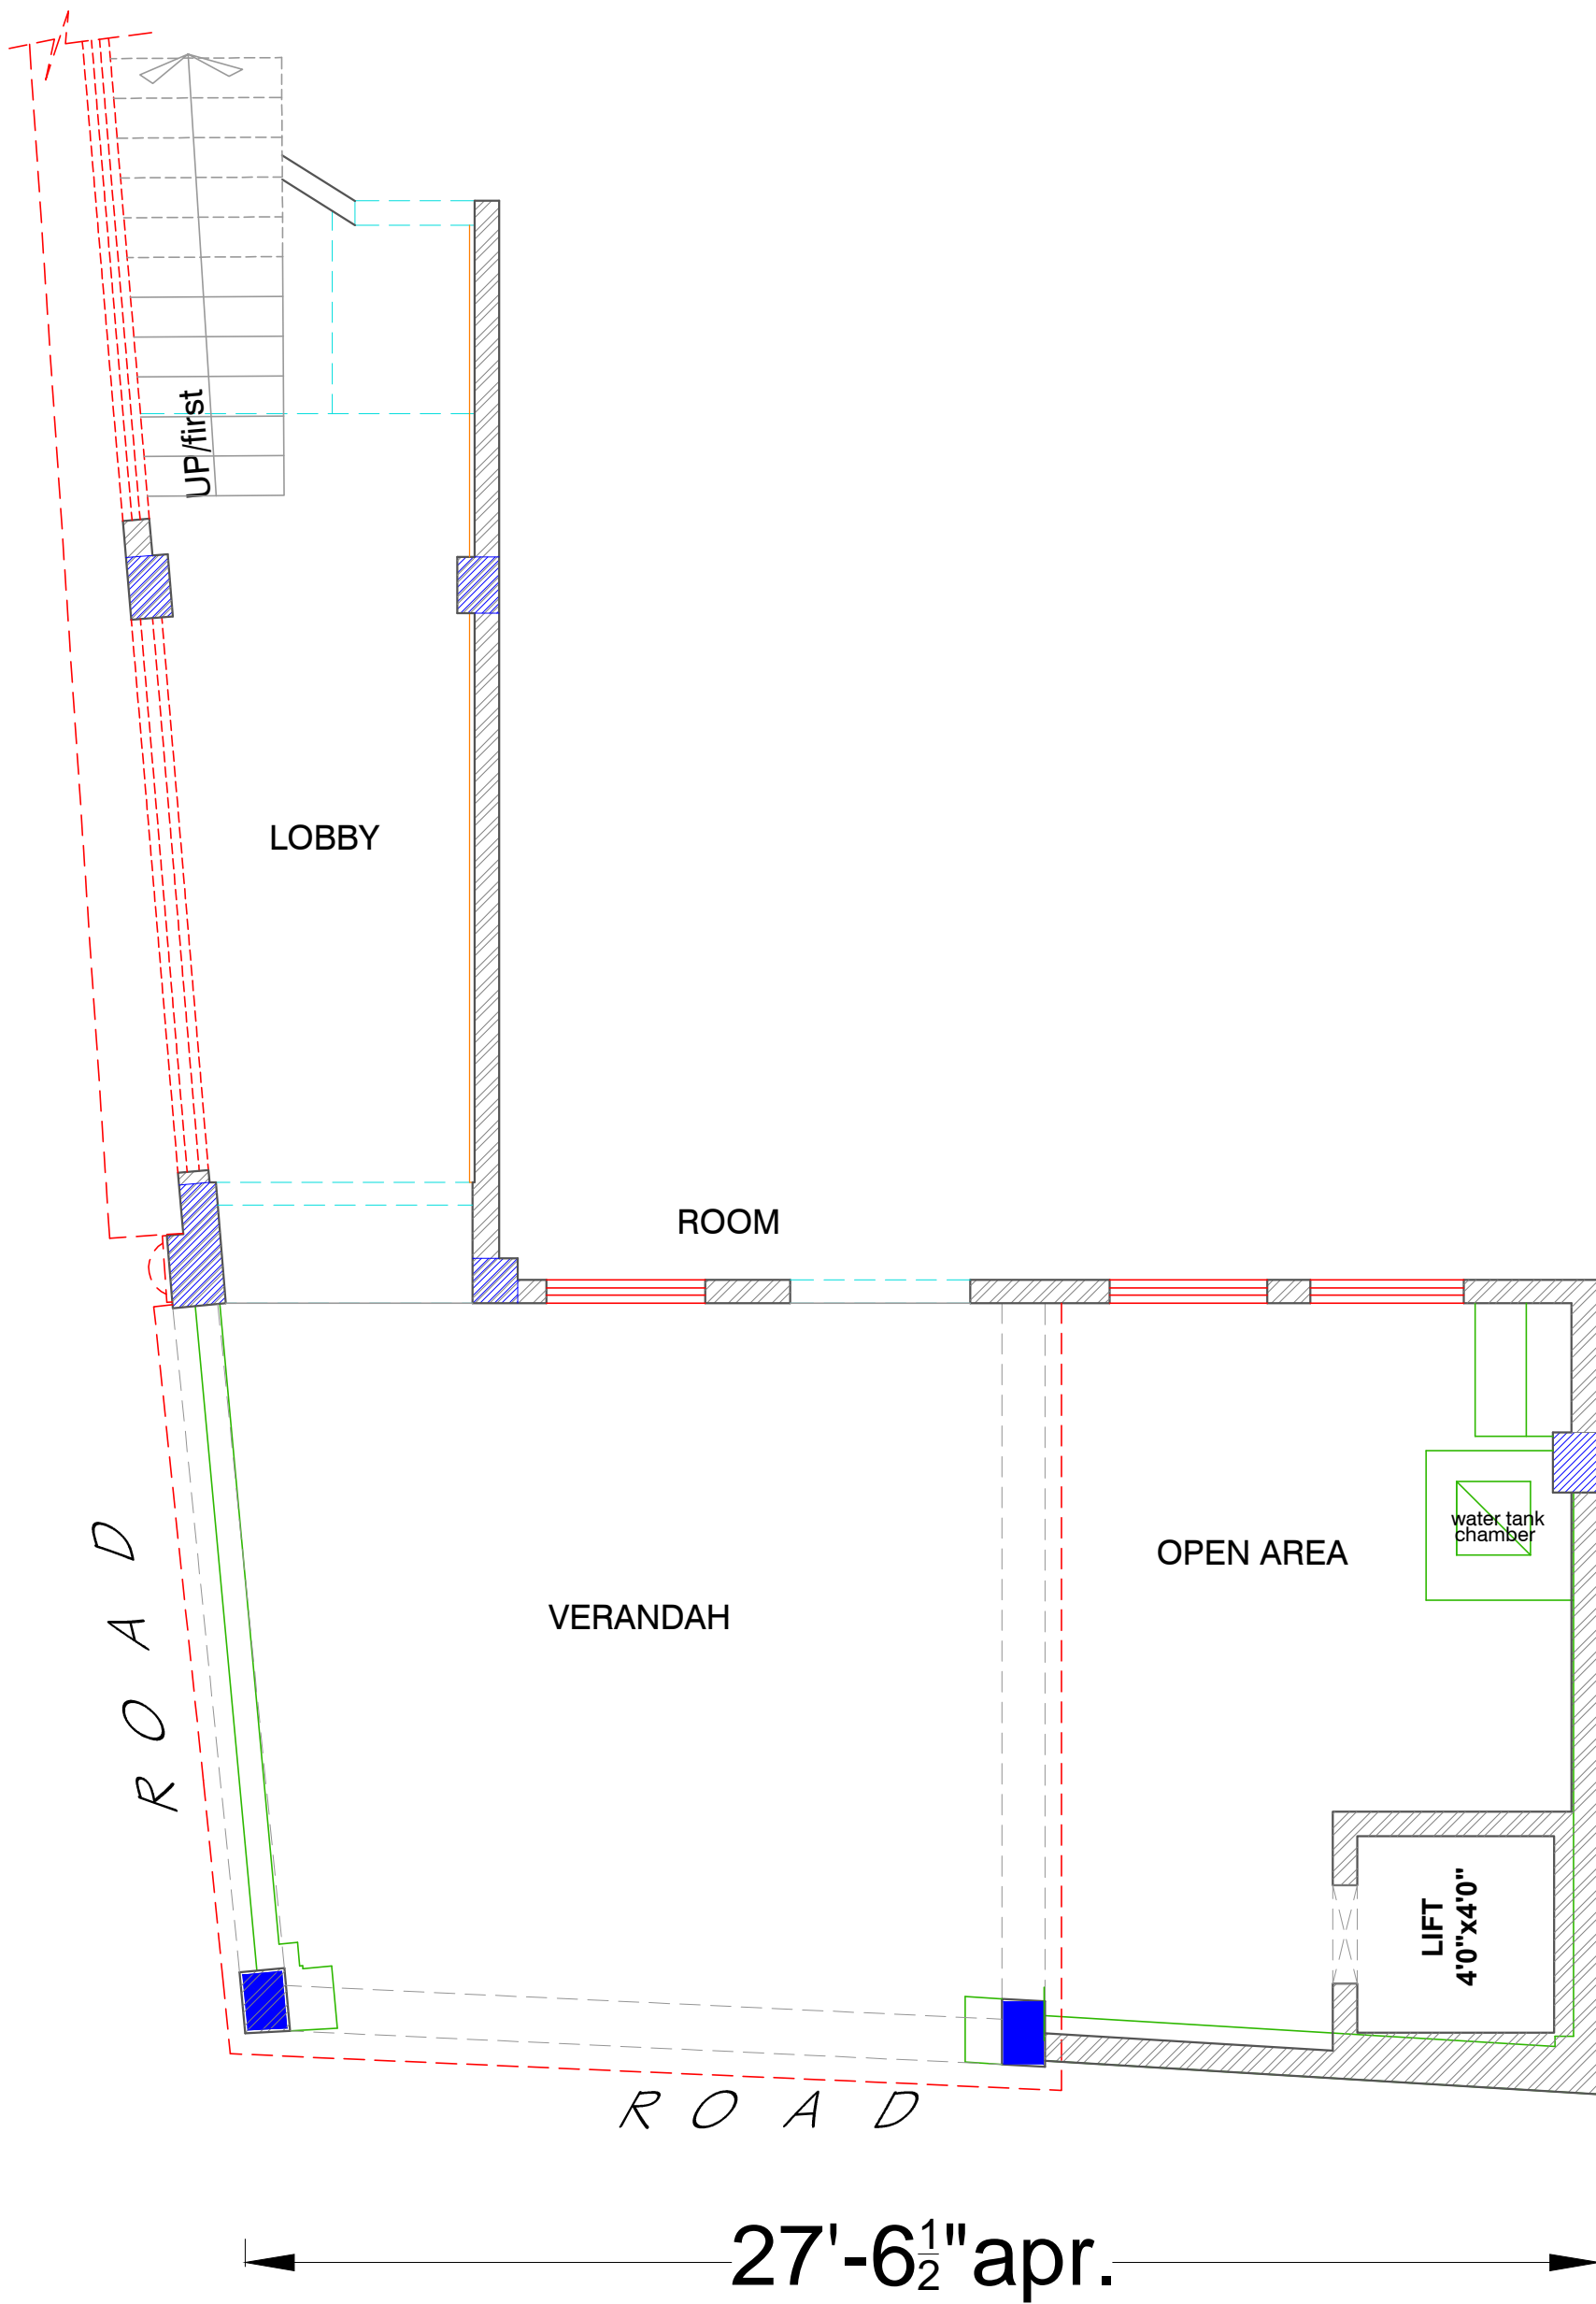 UP/first
LOBBY
ROOM
OPEN AREA
water tank
chamber
VERANDAH
ROAD
LIFT
4'0"x4'0"
ROAD
27'-6½"apr.